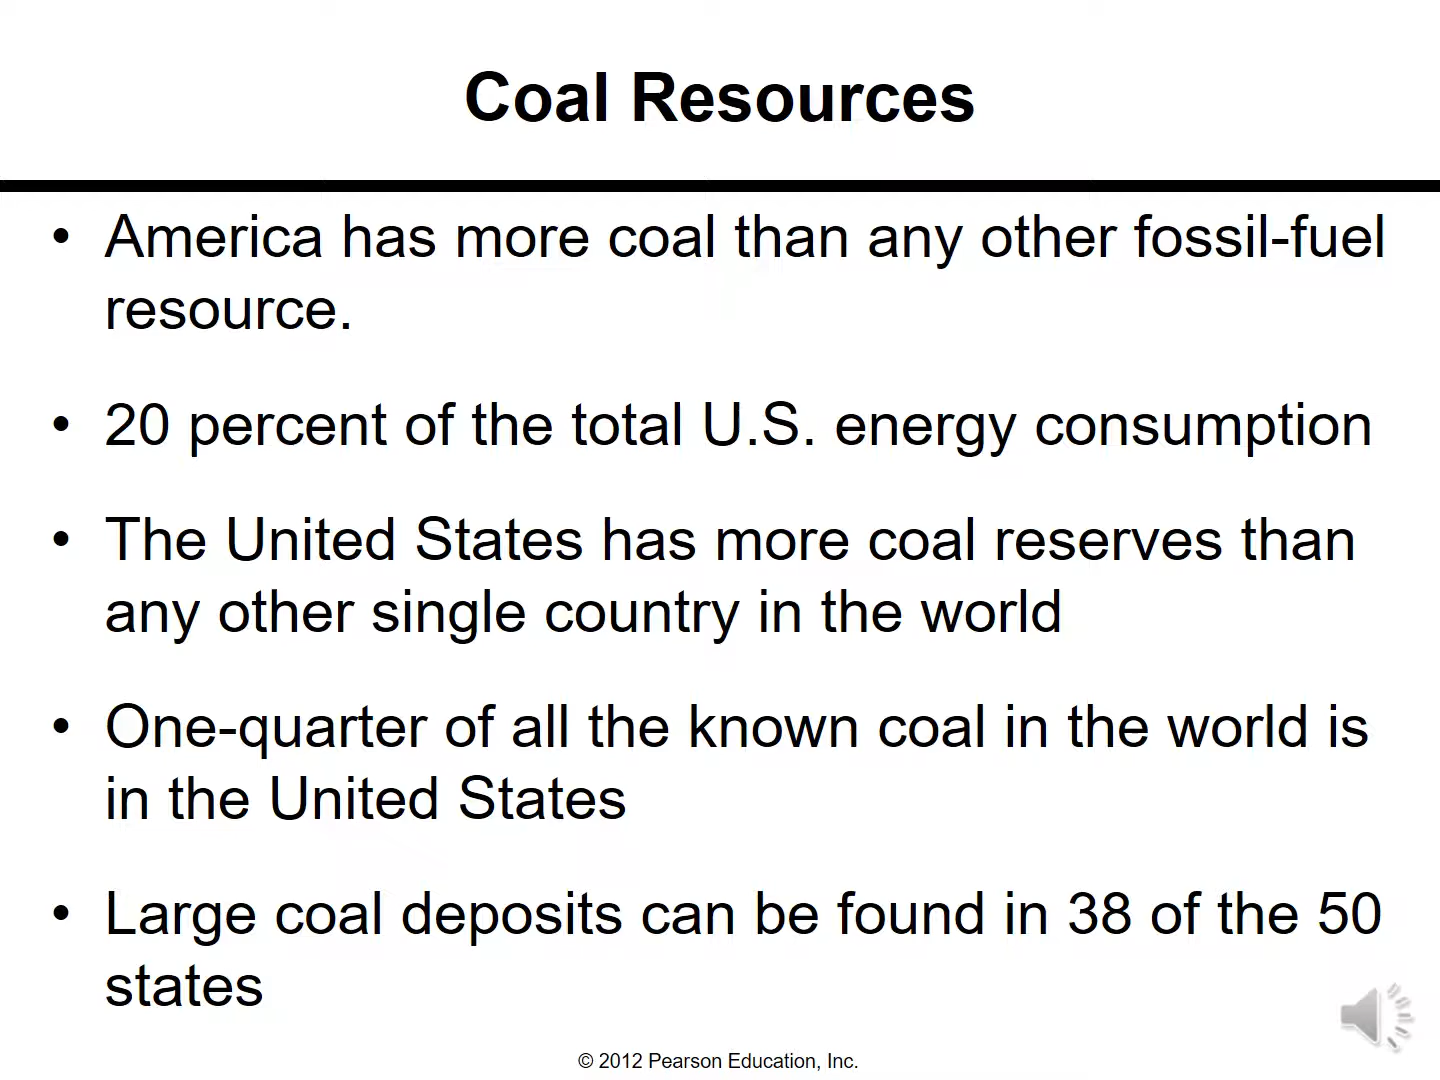 Coal Resources
• America has more coal than any other fossil-fuel
resource.
• 20 percent of the total U.S. energy consumption
• The United States has more coal reserves than
any other single country in the world
• One-quarter of all the known coal in the world is
in the United States
• Large coal deposits can be found in 38 of the 50
states
© 2012 Pearson Education, Inc.